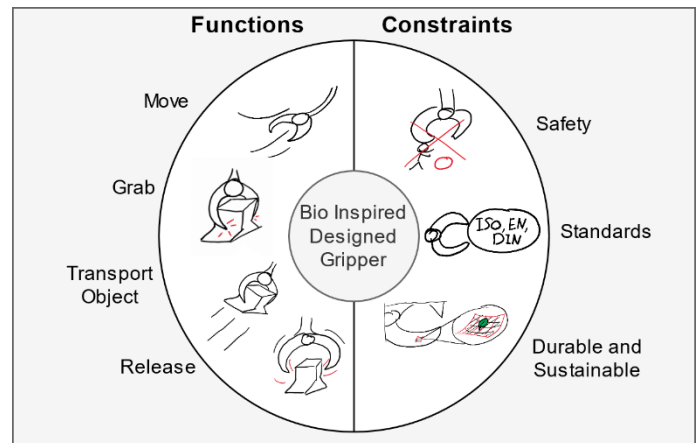 Functions
Constraints
Move
Grab
Transport
Object
Release
Bio Inspired
Designed
Gripper
Safety
ISO, EN,
DIN
Standards
Durable and
Sustainable